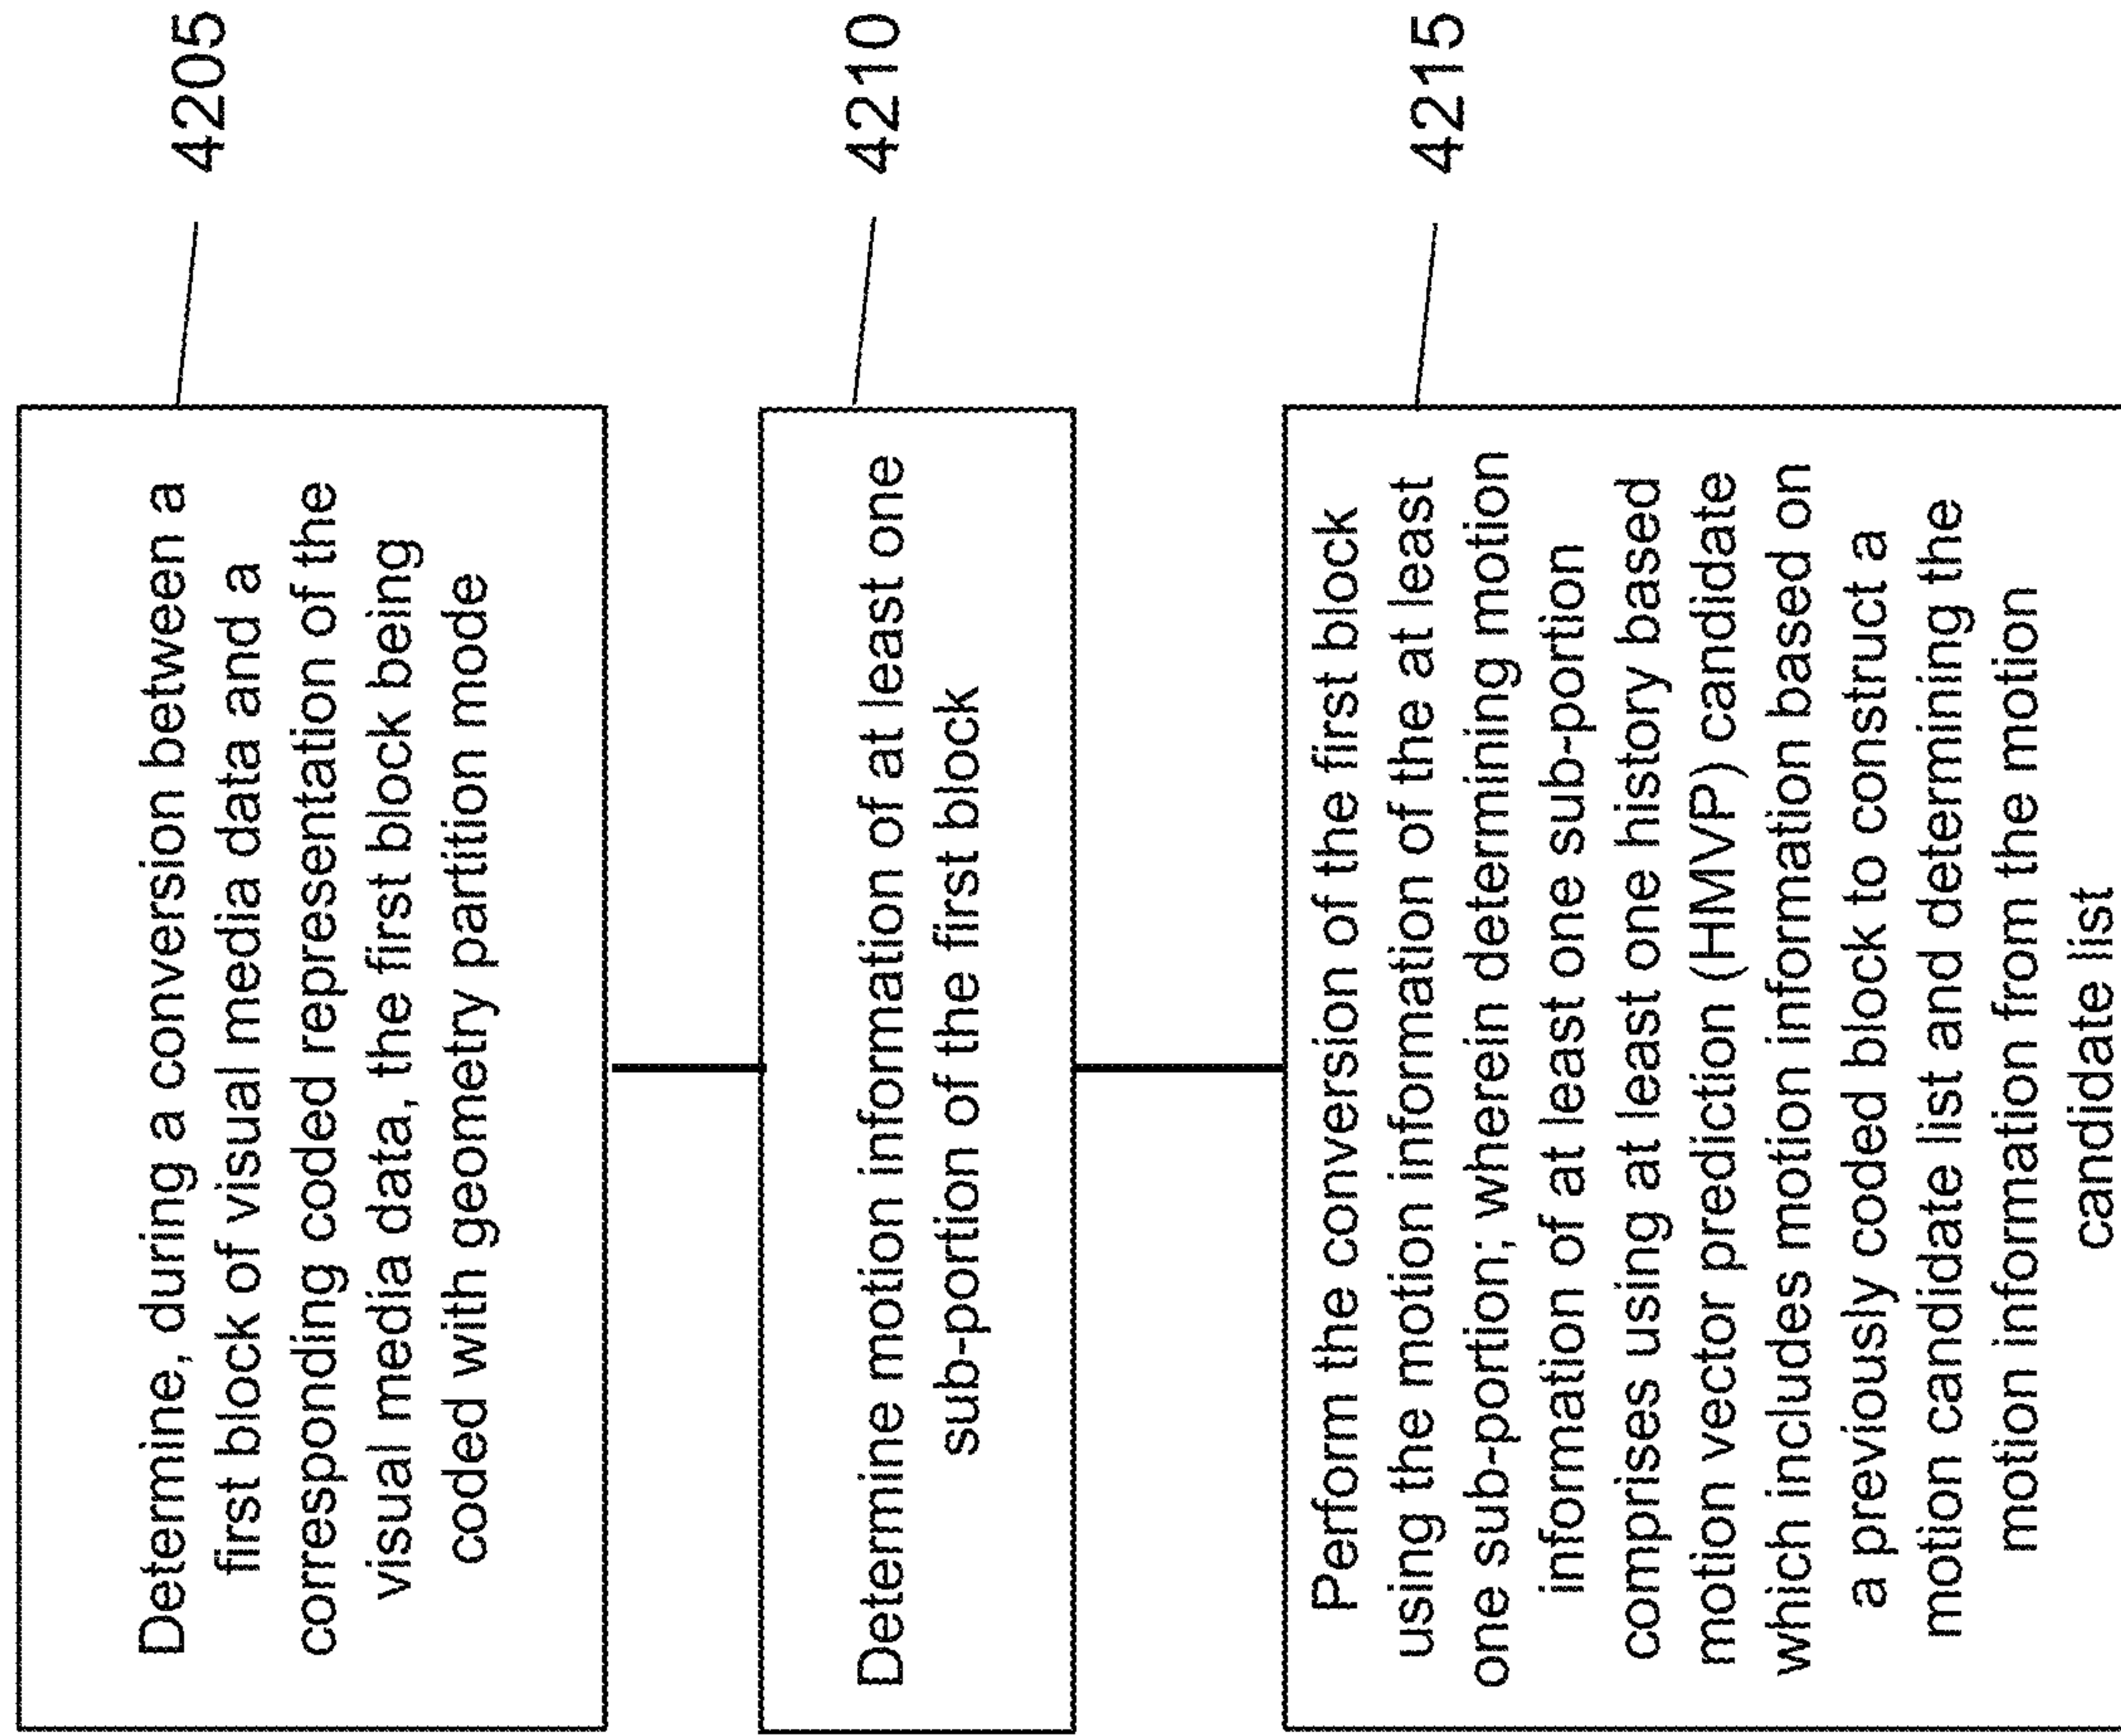 Determine, during a conversion between a
first block of visual media data and a
corresponding coded representation of the
visual media data, the first block being
coded with geometry partition mode
4205
Determine motion information of at least one
sub-portion of the first block
4210
Perform the conversion of the first block
using the motion information of the at least
one sub-portion; wherein determining motion
information of at least one sub-portion
comprises using at least one history based
motion vector prediction (HMVP) candidate
which includes motion information based on
a previously coded block to construct a
motion candidate list and determining the
motion information from the motion
candidate list
4215